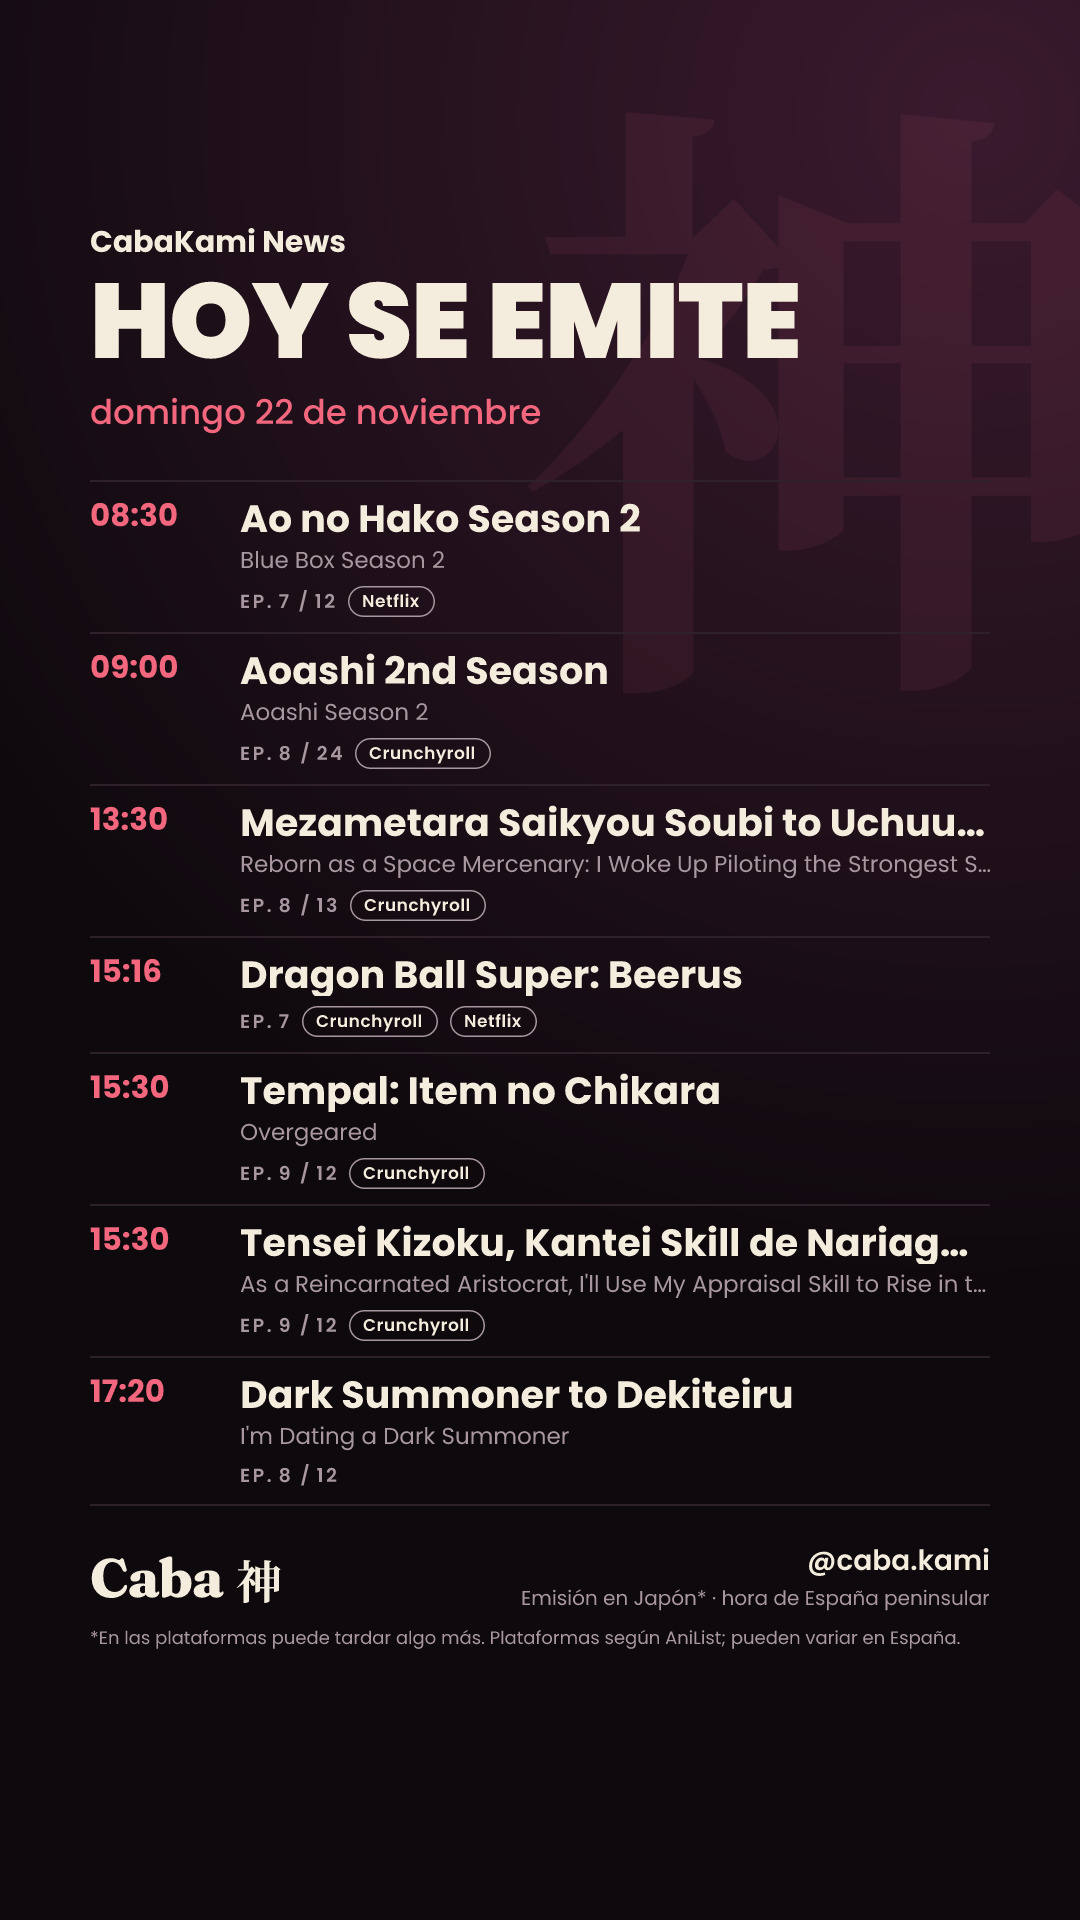 神
CabaKami News
HOY SE EMITE
domingo 22 de noviembre
08:30
Ao no Hako Season 2
Blue Box Season 2
EP. 7 / 12 Netflix
09:00
Aoashi 2nd Season
Aoashi Season 2
EP. 8 / 24 Crunchyroll
13:30
Mezametara Saikyou Soubi to Uchuu...
Reborn as a Space Mercenary: I Woke Up Piloting the Strongest S...
EP. 8 / 13 Crunchyroll
15:16
Dragon Ball Super: Beerus
EP. 7 Crunchyroll Netflix
15:30
Tempal: Item no Chikara
Overgeared
EP. 9 / 12 Crunchyroll
15:30
Tensei Kizoku, Kantei Skill de Nariag...
As a Reincarnated Aristocrat, I'll Use My Appraisal Skill to Rise in t...
EP. 9 / 12 Crunchyroll
17:20
Dark Summoner to Dekiteiru
I'm Dating a Dark Summoner
EP. 8 / 12
Caba 神
@caba.kami
Emisión en Japón* · hora de España peninsular
*En las plataformas puede tardar algo más. Plataformas según AniList; pueden variar en España.